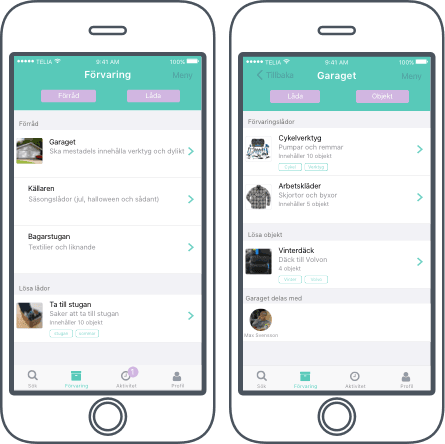 TELIA 9:41 AM 100%
Förvaring Meny
Förråd Låda
Förråd
Garaget
Ska mestadels innehålla verktyg och dylikt
Källaren
Säsongslådor (jul, halloween och sådant)
Bagarstugan
Textilier och liknande
Lösa lådor
Ta till stugan
Saker att ta till stugan
Innehåller 10 objekt
Stugan
Sök Förvaring Aktivitet Profil
1
TELIA 9:41 AM 100%
Tillbaka Garaget Meny
Låda Objekt
Förvaringslådor
Cykelverktyg
Pumpar och remmar
Innehåller 10 objekt
Cykel Verktyg
Arbetskläder
Skjortor och byxor
Innehåller 5 objekt
Lösa objekt
Vinterdäck
Däck till Volvon
4 objekt
Garaget delas med
Max Svensson
Sök Förvaring Aktivitet Profil